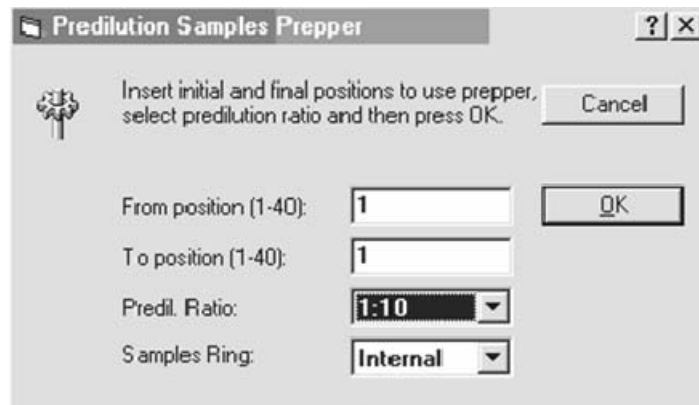 Predilution Samples Prepper
? ×
Insert initial and final positions to use prepper,
select predilution ratio and then press OK.
Cancel
From position (1-40): 1
OK
To position (1-40): 1
Predil. Ratio: 1:10
Samples Ring: Internal